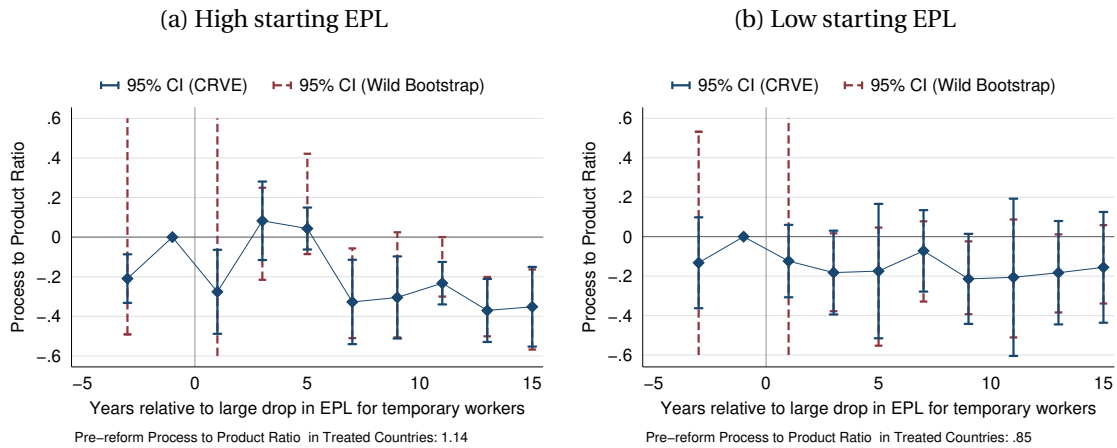 (a) High starting EPL
95% CI (CRVE) 95% CI (Wild Bootstrap)
Process to Product Ratio
.6
.4
.2
0
−.2
−.4
−.6
−5 0 5 10 15
Years relative to large drop in EPL for temporary workers
Pre-reform Process to Product Ratio in Treated Countries: 1.14
(b) Low starting EPL
95% CI (CRVE) 95% CI (Wild Bootstrap)
Process to Product Ratio
.6
.4
.2
0
−.2
−.4
−.6
−5 0 5 10 15
Years relative to large drop in EPL for temporary workers
Pre-reform Process to Product Ratio in Treated Countries: .85